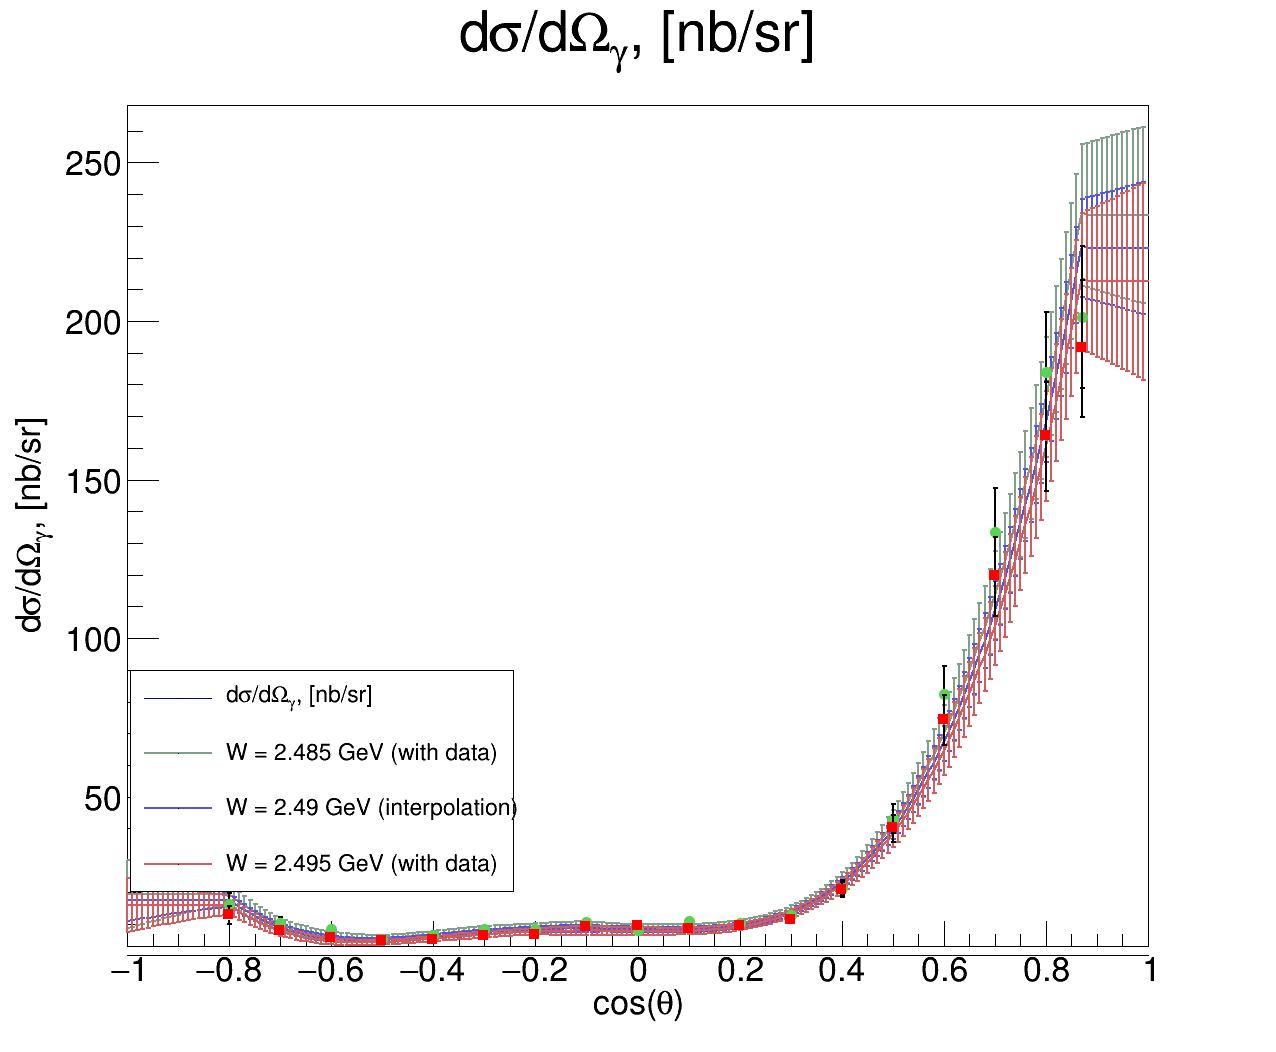 dσ/dΩγ, [nb/sr]
250
200
150
100
50
dσ/dΩγ, [nb/sr]
dσ/dΩγ, [nb/sr]
W = 2.485 GeV (with data)
W = 2.49 GeV (interpolation)
W = 2.495 GeV (with data)
−1 −0.8 −0.6 −0.4 −0.2 0 0.2 0.4 0.6 0.8 1
cos(θ)